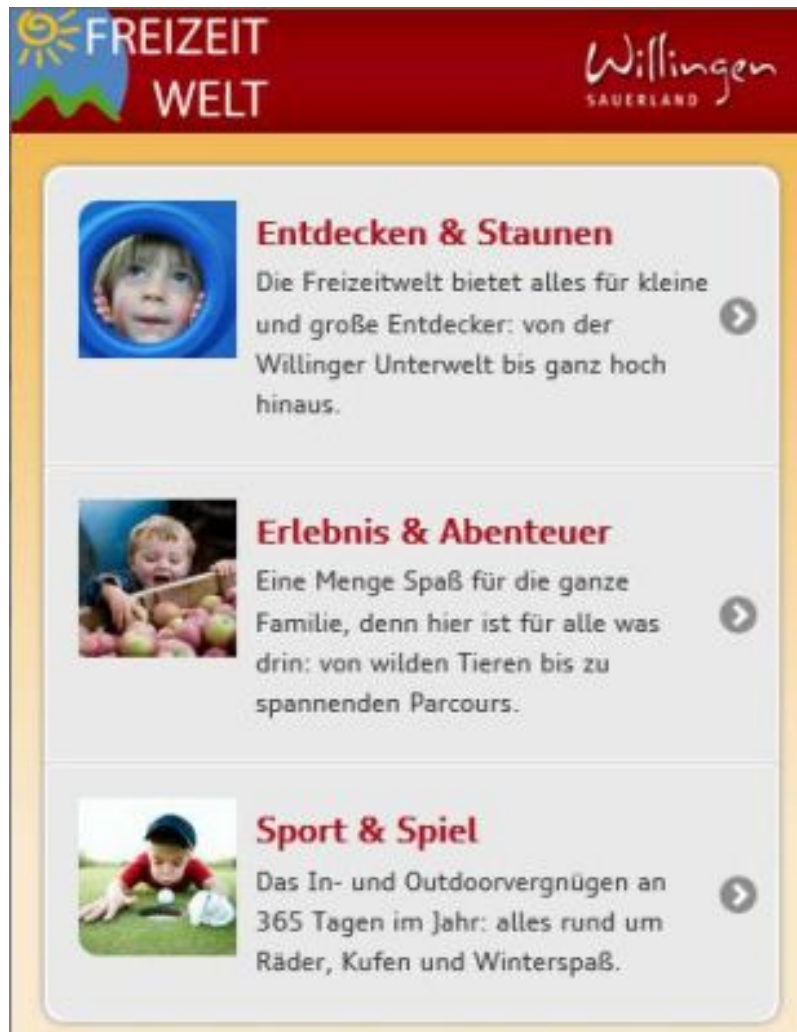 FREIZEIT
WELT
Willingen
SAUERLAND
Entdecken & Staunen
Die Freizeitwelt bietet alles für kleine
und große Entdecker: von der
Willinger Unterwelt bis ganz hoch
hinaus.
Erlebnis & Abenteuer
Eine Menge Spaß für die ganze
Familie, denn hier ist für alle was
drin: von wilden Tieren bis zu
spannenden Parcours.
Sport & Spiel
Das In- und Outdoorvergnügen an
365 Tagen im Jahr: alles rund um
Räder, Kufen und Winterspaß.